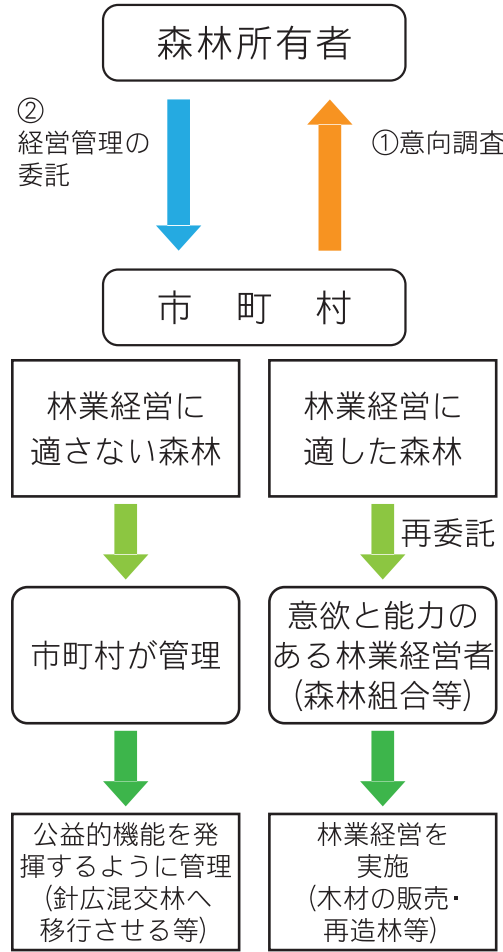 森林所有者
②
経営管理の
委託
①意向調査
市　町　村
林業経営に
適さない森林
林業経営に
適した森林
再委託
市町村が管理
意欲と能力の
ある林業経営者
(森林組合等)
公益的機能を発
揮するように管理
(針広混交林へ
移行させる等)
林業経営を
実施
(木材の販売・
再造林等)